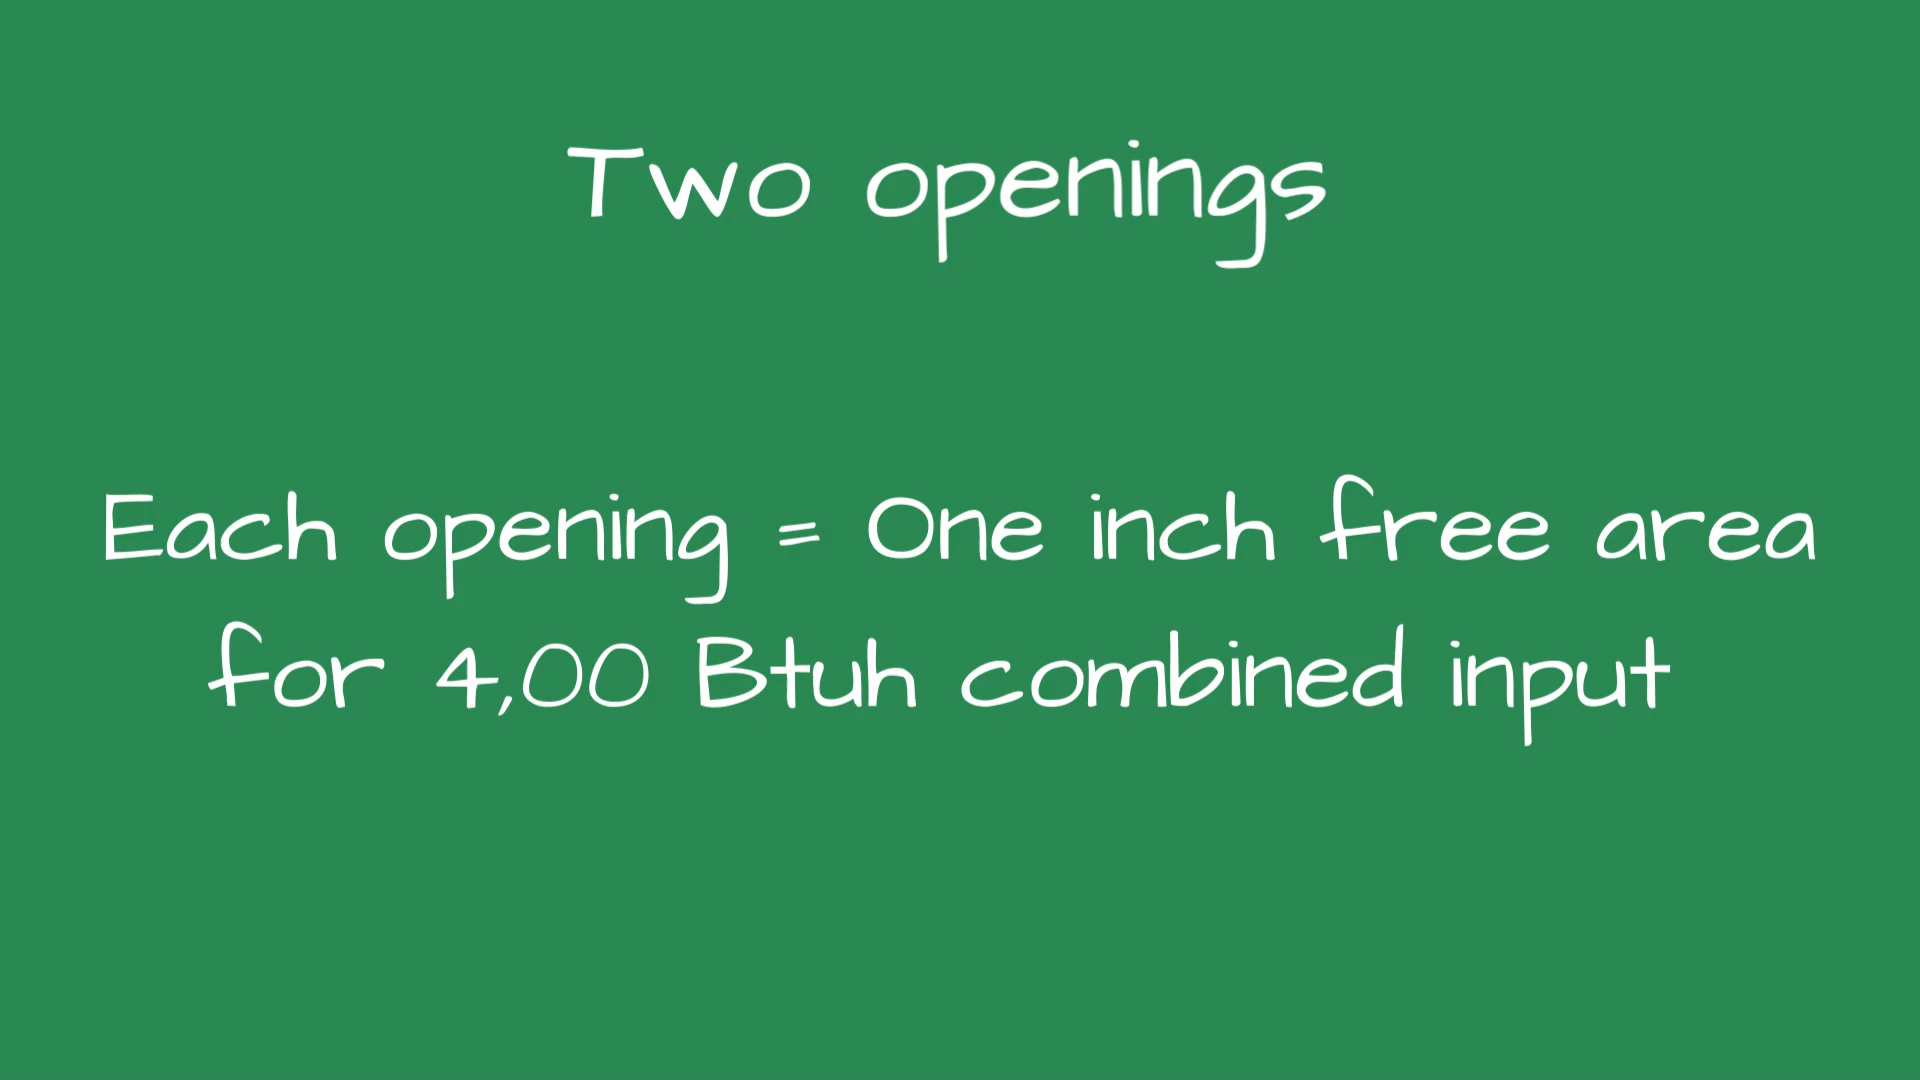 Two openings
Each opening = One inch free area
for 4,00 Btuh combined input